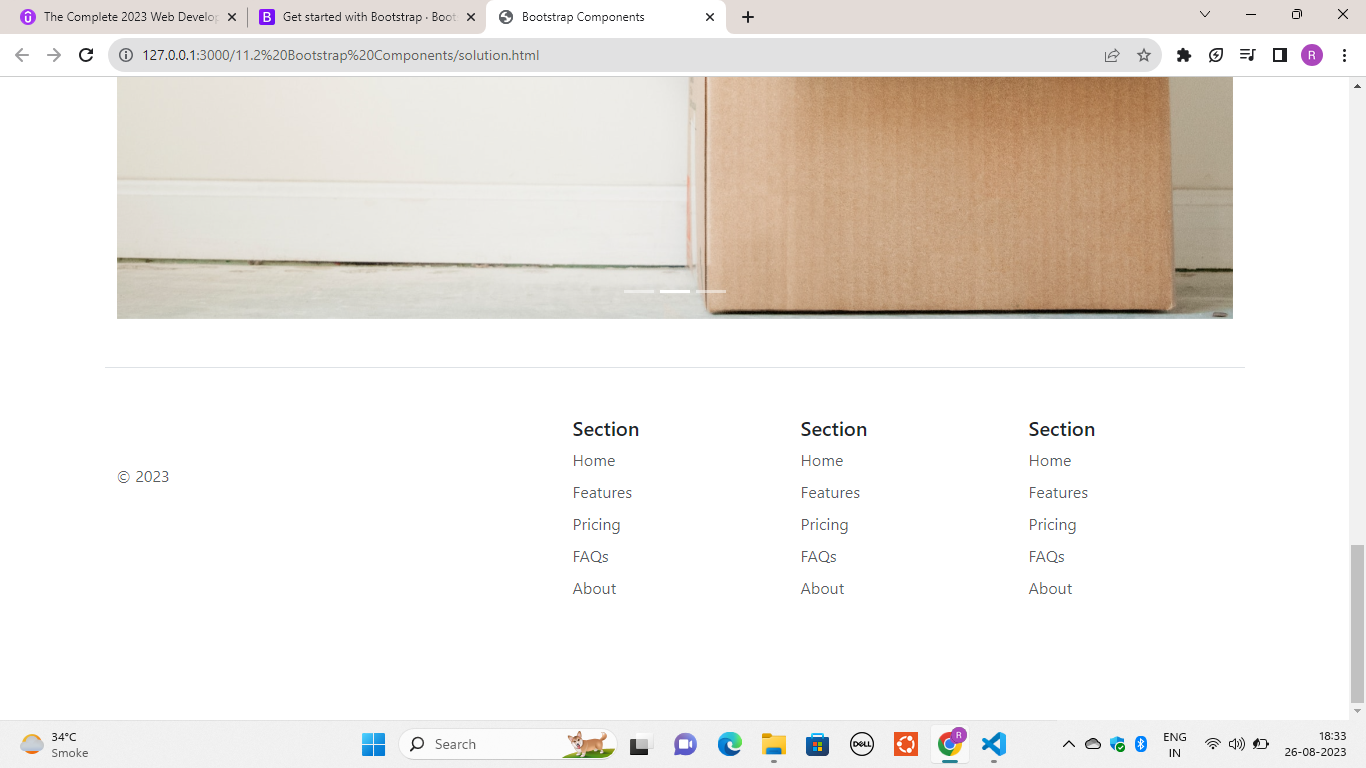 The Complete 2023 Web Develop
Get started with Bootstrap · Boot
Bootstrap Components
127.0.0.1:3000/11.2%20Bootstrap%20Components/solution.html
R
Section
Home
Features
Pricing
FAQs
About
Section
Home
Features
Pricing
FAQs
About
Section
Home
Features
Pricing
FAQs
About
© 2023
34°C
Smoke
Search
DELL
R
ENG
IN
18:33
26-08-2023